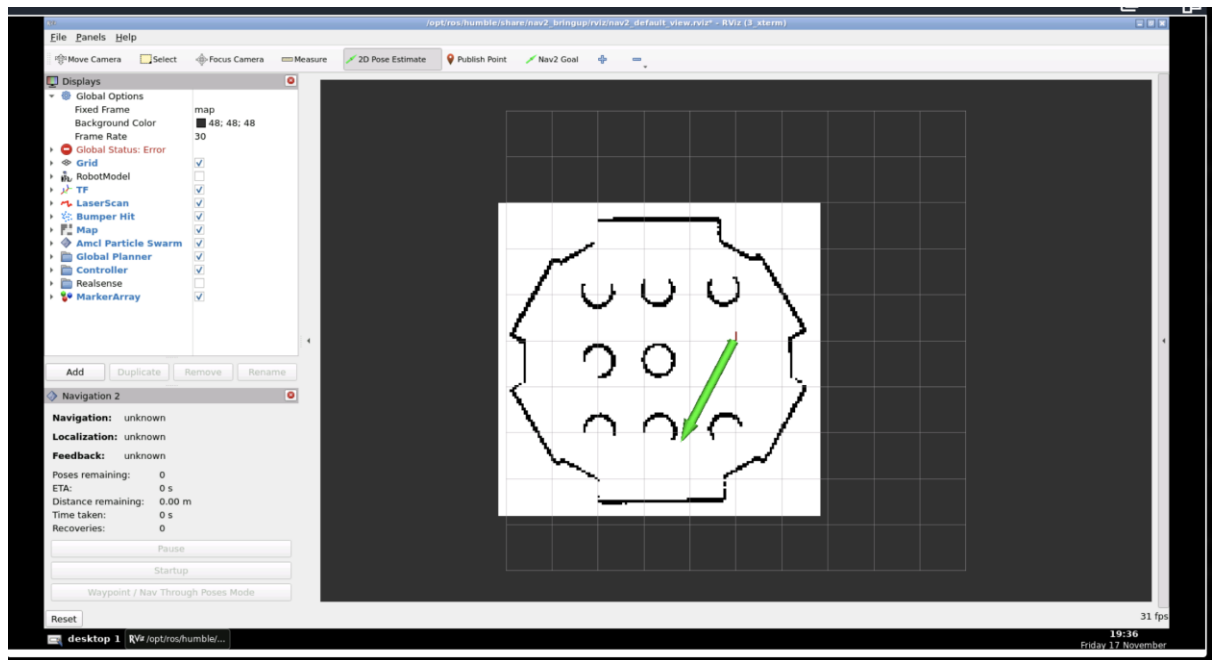 /opt/ros/humble/share/nav2_bringup/rviz/nav2_default_view.rviz* - RViz (3_xterm)
File Panels Help
Move Camera Select Focus Camera Measure 2D Pose Estimate Publish Point Nav2 Goal
Displays
Global Options
Fixed Frame map
Background Color 48; 48; 48
Frame Rate 30
Global Status: Error
Grid
RobotModel
TF
LaserScan
Bumper Hit
Map
Amcl Particle Swarm
Global Planner
Controller
Realsense
MarkerArray
Add Duplicate Remove Rename
Navigation 2
Navigation: unknown
Localization: unknown
Feedback: unknown
Poses remaining: 0
ETA: 0 s
Distance remaining: 0.00 m
Time taken: 0 s
Recoveries: 0
Pause
Startup
Waypoint / Nav Through Poses Mode
Reset 31 fps
desktop 1 RViz /opt/ros/humble/... 19:36
Friday 17 November